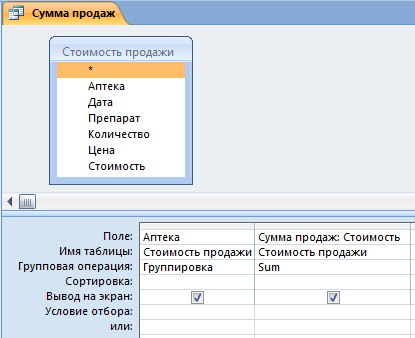 Сумма продаж
Стоимость продажи
*
Аптека
Дата
Препарат
Количество
Цена
Стоимость
Поле: Аптека Сумма продаж: Стоимость
Имя таблицы: Стоимость продажи Стоимость продажи
Групповая операция: Группировка Sum
Сортировка:
Вывод на экран:
Условие отбора:
или: